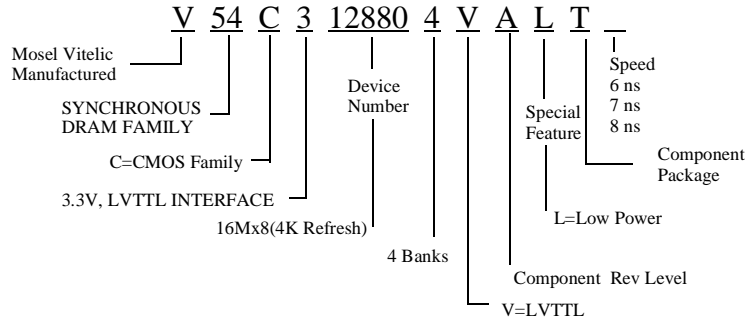 V 54 C 3 12880 4 V A L T
Mosel Vitelic
Manufactured
SYNCHRONOUS
DRAM FAMILY
C=CMOS Family
3.3V, LVTTL INTERFACE
Device
Number
16Mx8(4K Refresh)
4 Banks
V=LVTTL
Component Rev Level
Special
Feature
L=Low Power
Component
Package
Speed
6 ns
7 ns
8 ns